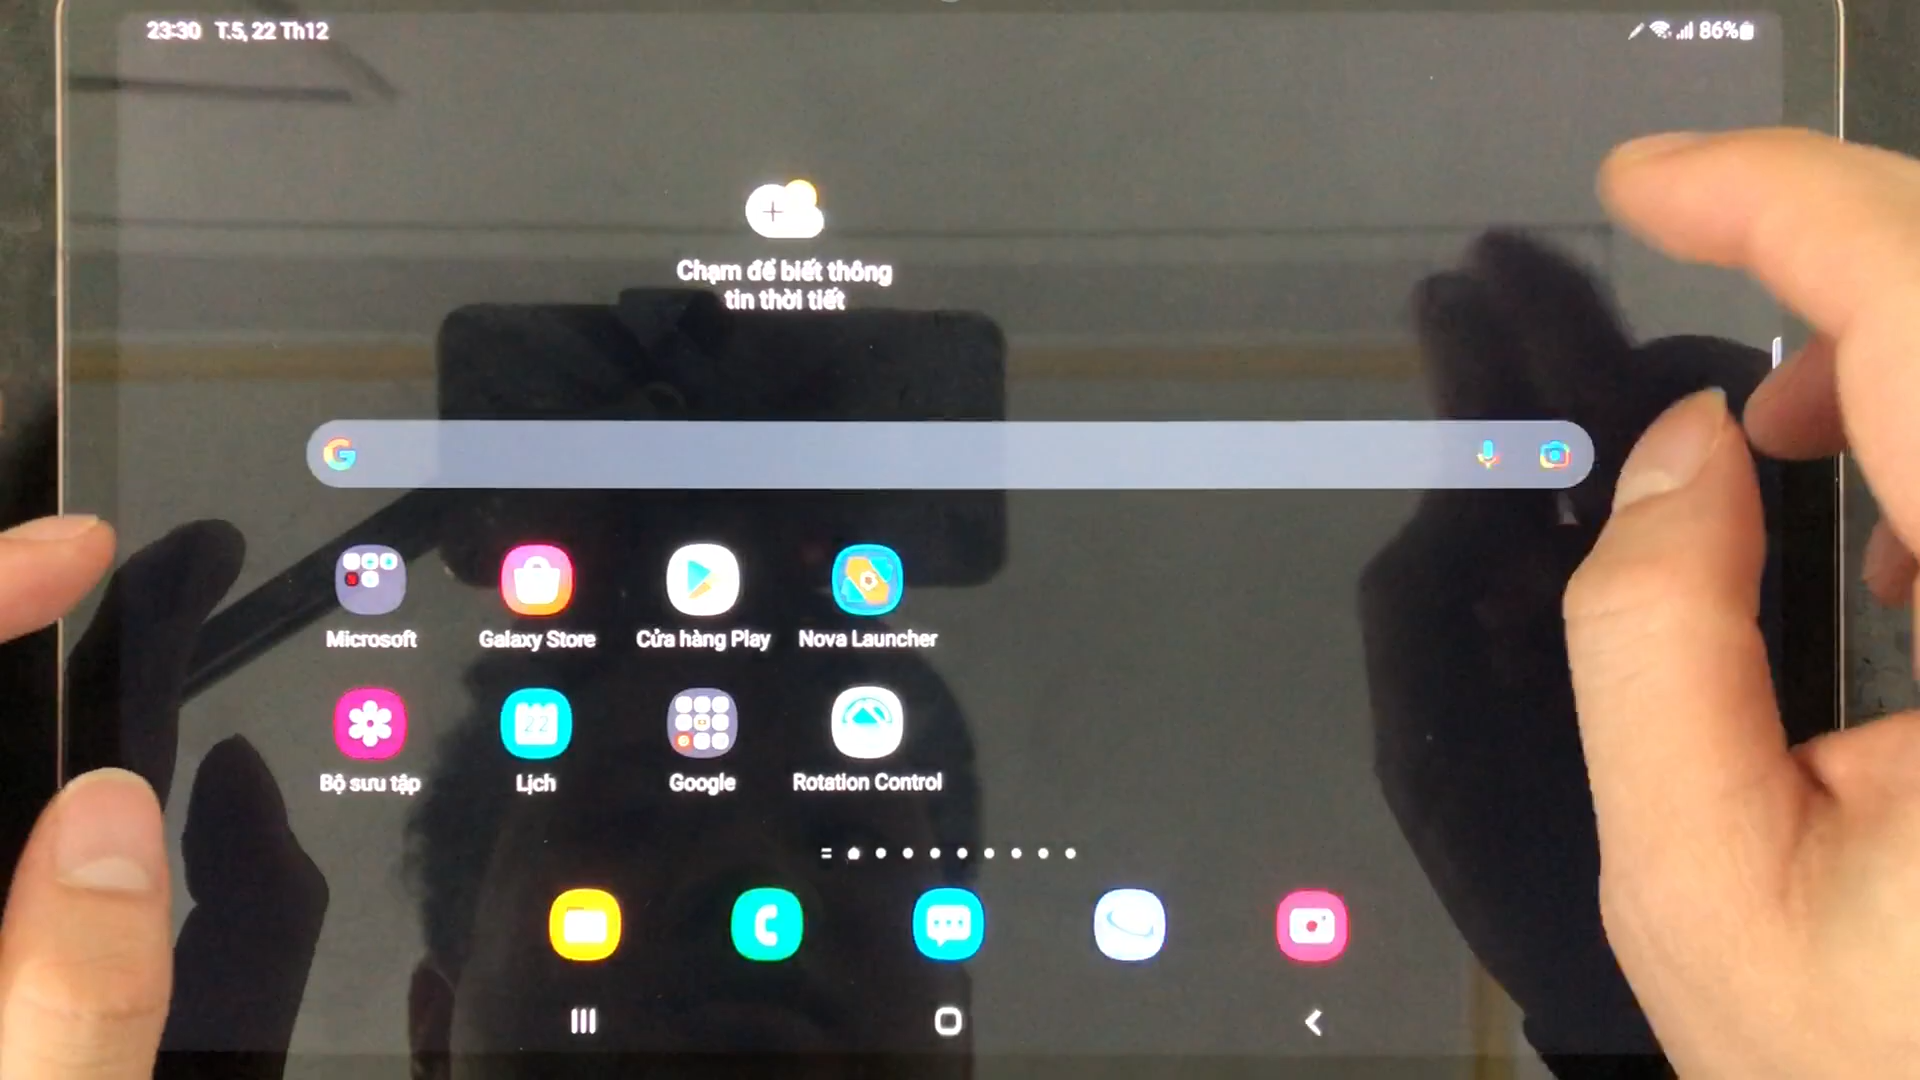 23:30 T.5, 22 Th12
86%
Chạm để biết thông
tin thời tiết
G
Microsoft
Galaxy Store
Cửa hàng Play
Nova Launcher
22
Bộ sưu tập
Lịch
Google
Rotation Control